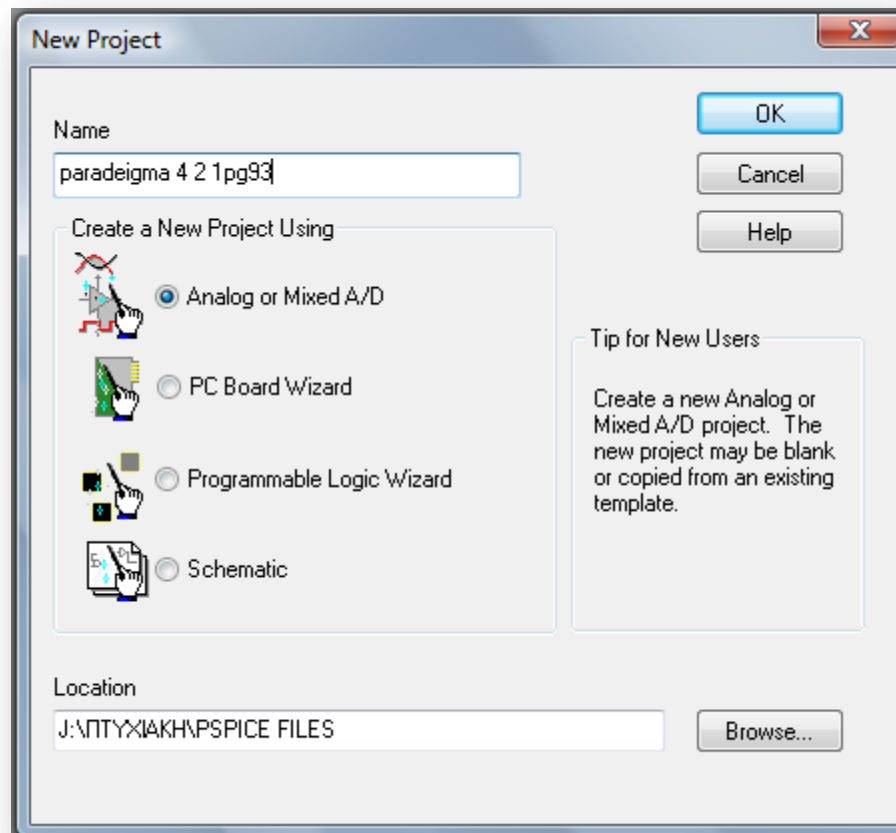 New Project
Name
paradeigma 4 2 1pg93
Create a New Project Using
Analog or Mixed A/D
PC Board Wizard
Programmable Logic Wizard
Schematic
OK
Cancel
Help
Tip for New Users
Create a new Analog or
Mixed A/D project. The
new project may be blank
or copied from an existing
template.
Location
J:\ΠΤΥΧΙΑΚΗ\PSPICE FILES
Browse...